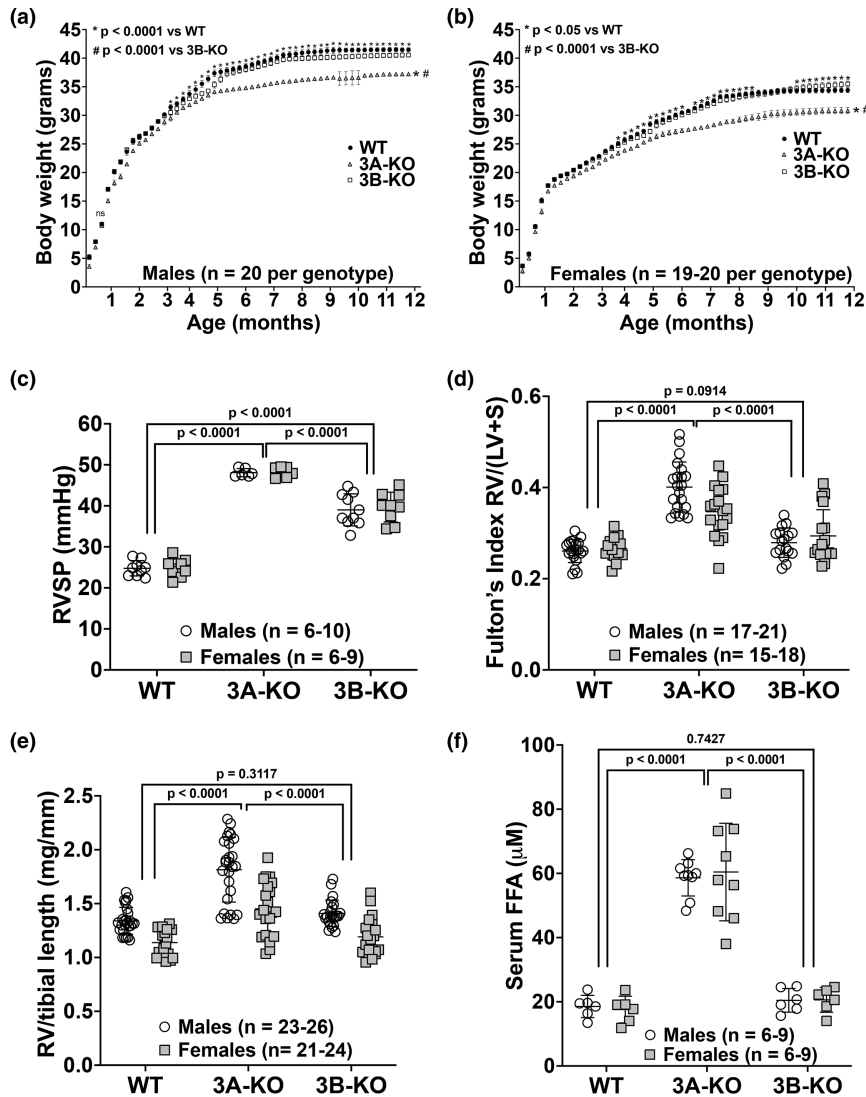 (a)
* p < 0.0001 vs WT
# p < 0.0001 vs 3B-KO
Body weight (grams)
45
40
35
30
25
20
15
10
5
0
ns
* #
WT
3A-KO
3B-KO
Males (n = 20 per genotype)
1 2 3 4 5 6 7 8 9 10 11 12
Age (months)
(b)
* p < 0.05 vs WT
# p < 0.0001 vs 3B-KO
Body weight (grams)
45
40
35
30
25
20
15
10
5
0
* #
WT
3A-KO
3B-KO
Females (n = 19-20 per genotype)
1 2 3 4 5 6 7 8 9 10 11 12
Age (months)
(c)
RVSP (mmHg)
60
50
40
30
20
10
0
p < 0.0001
p < 0.0001 p < 0.0001
Males (n = 6-10)
Females (n = 6-9)
WT 3A-KO 3B-KO
(d)
Fulton's Index RV/(LV+S)
0.6
0.4
0.2
0.0
p = 0.0914
p < 0.0001 p < 0.0001
Males (n = 17-21)
Females (n= 15-18)
WT 3A-KO 3B-KO
(e)
RV/tibial length (mg/mm)
2.5
2.0
1.5
1.0
0.5
0.0
p = 0.3117
p < 0.0001 p < 0.0001
Males (n = 23-26)
Females (n= 21-24)
WT 3A-KO 3B-KO
(f)
Serum FFA (μM)
100
80
60
40
20
0
0.7427
p < 0.0001 p < 0.0001
Males (n = 6-9)
Females (n = 6-9)
WT 3A-KO 3B-KO